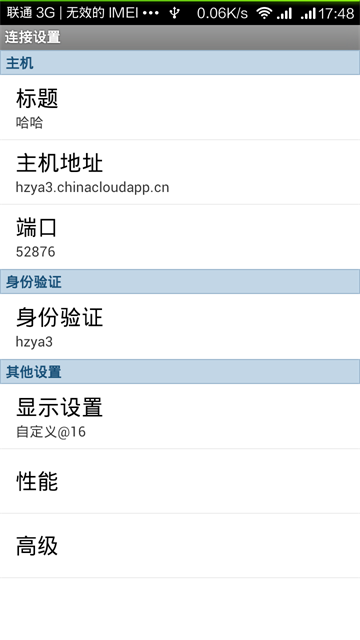 联通 3G | 无效的 IMEI ••• 0.06K/s 17:48
连接设置
主机
标题
哈哈
主机地址
hzya3.chinacloudapp.cn
端口
52876
身份验证
身份验证
hzya3
其他设置
显示设置
自定义@16
性能
高级